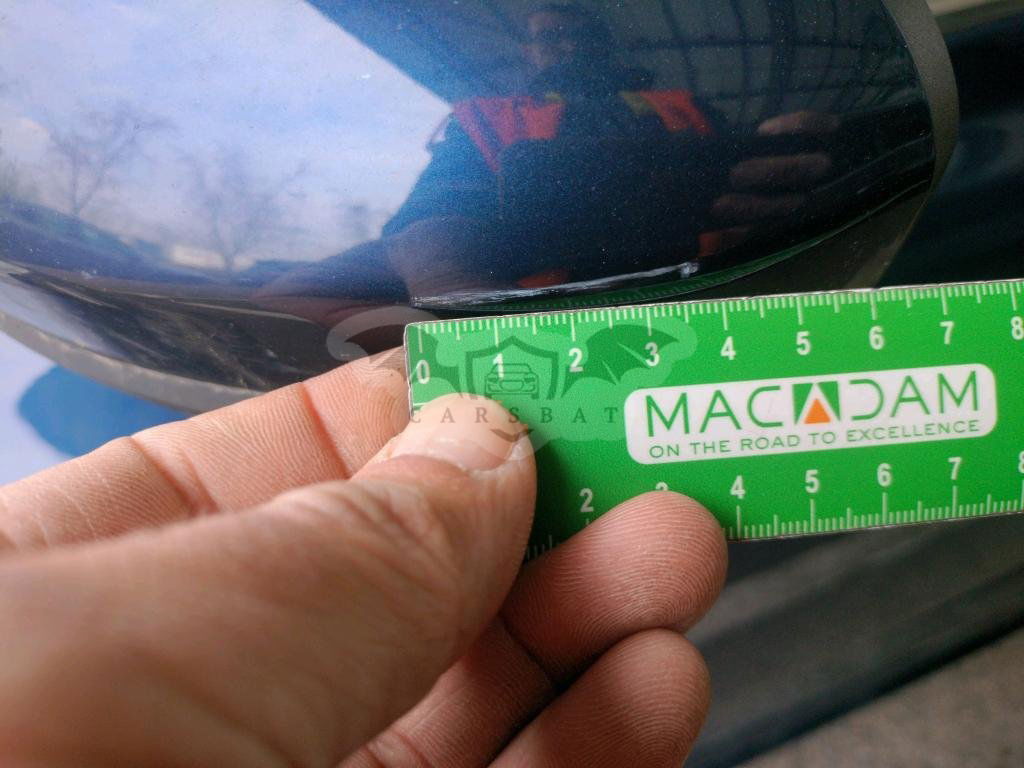 0 1 2 3 4 5 6 7 8
MACADAM
ON THE ROAD TO EXCELLENCE
CARSBAT
2 3 4 5 6 7 8